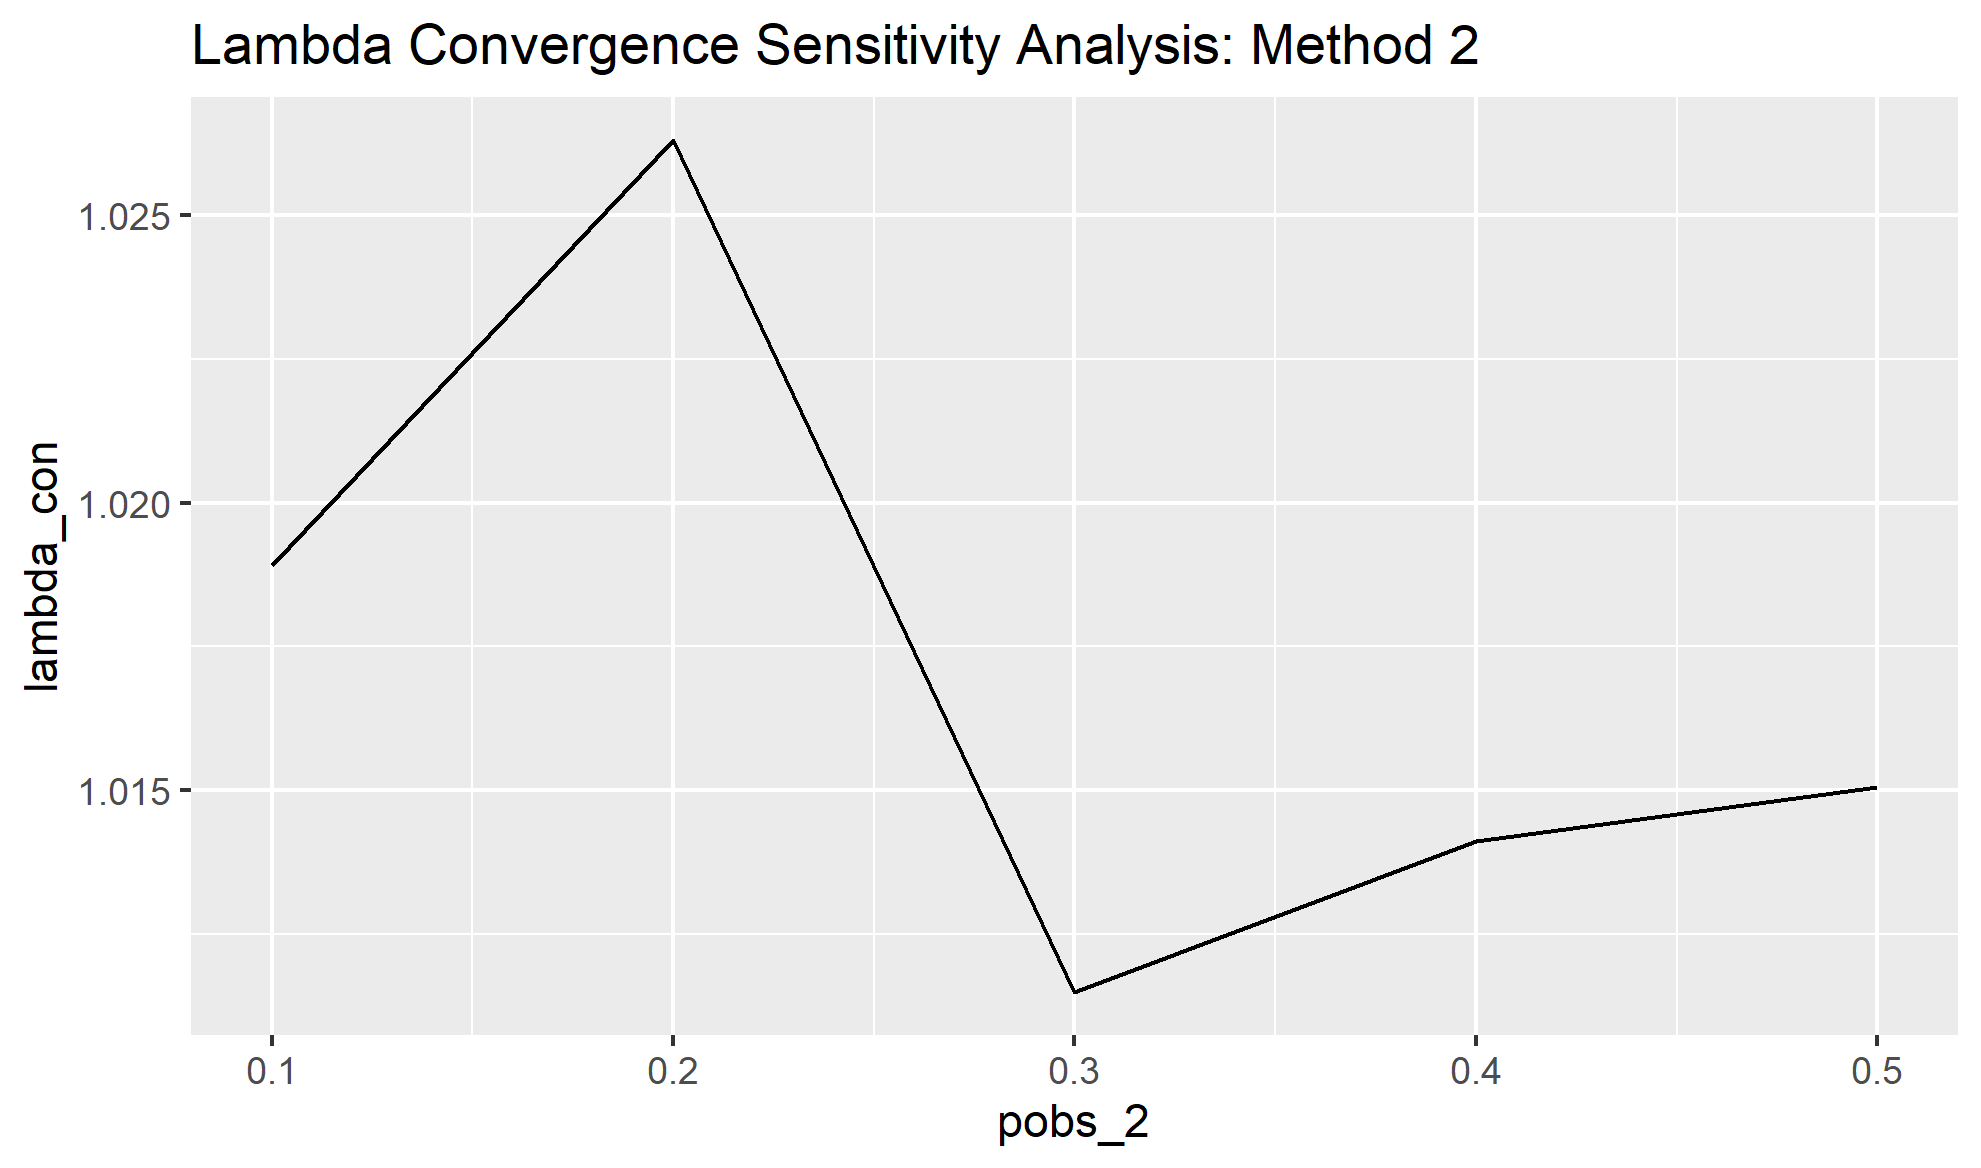 Lambda Convergence Sensitivity Analysis: Method 2
lambda_con
1.025
1.020
1.015
0.1 0.2 0.3 0.4 0.5
pobs_2